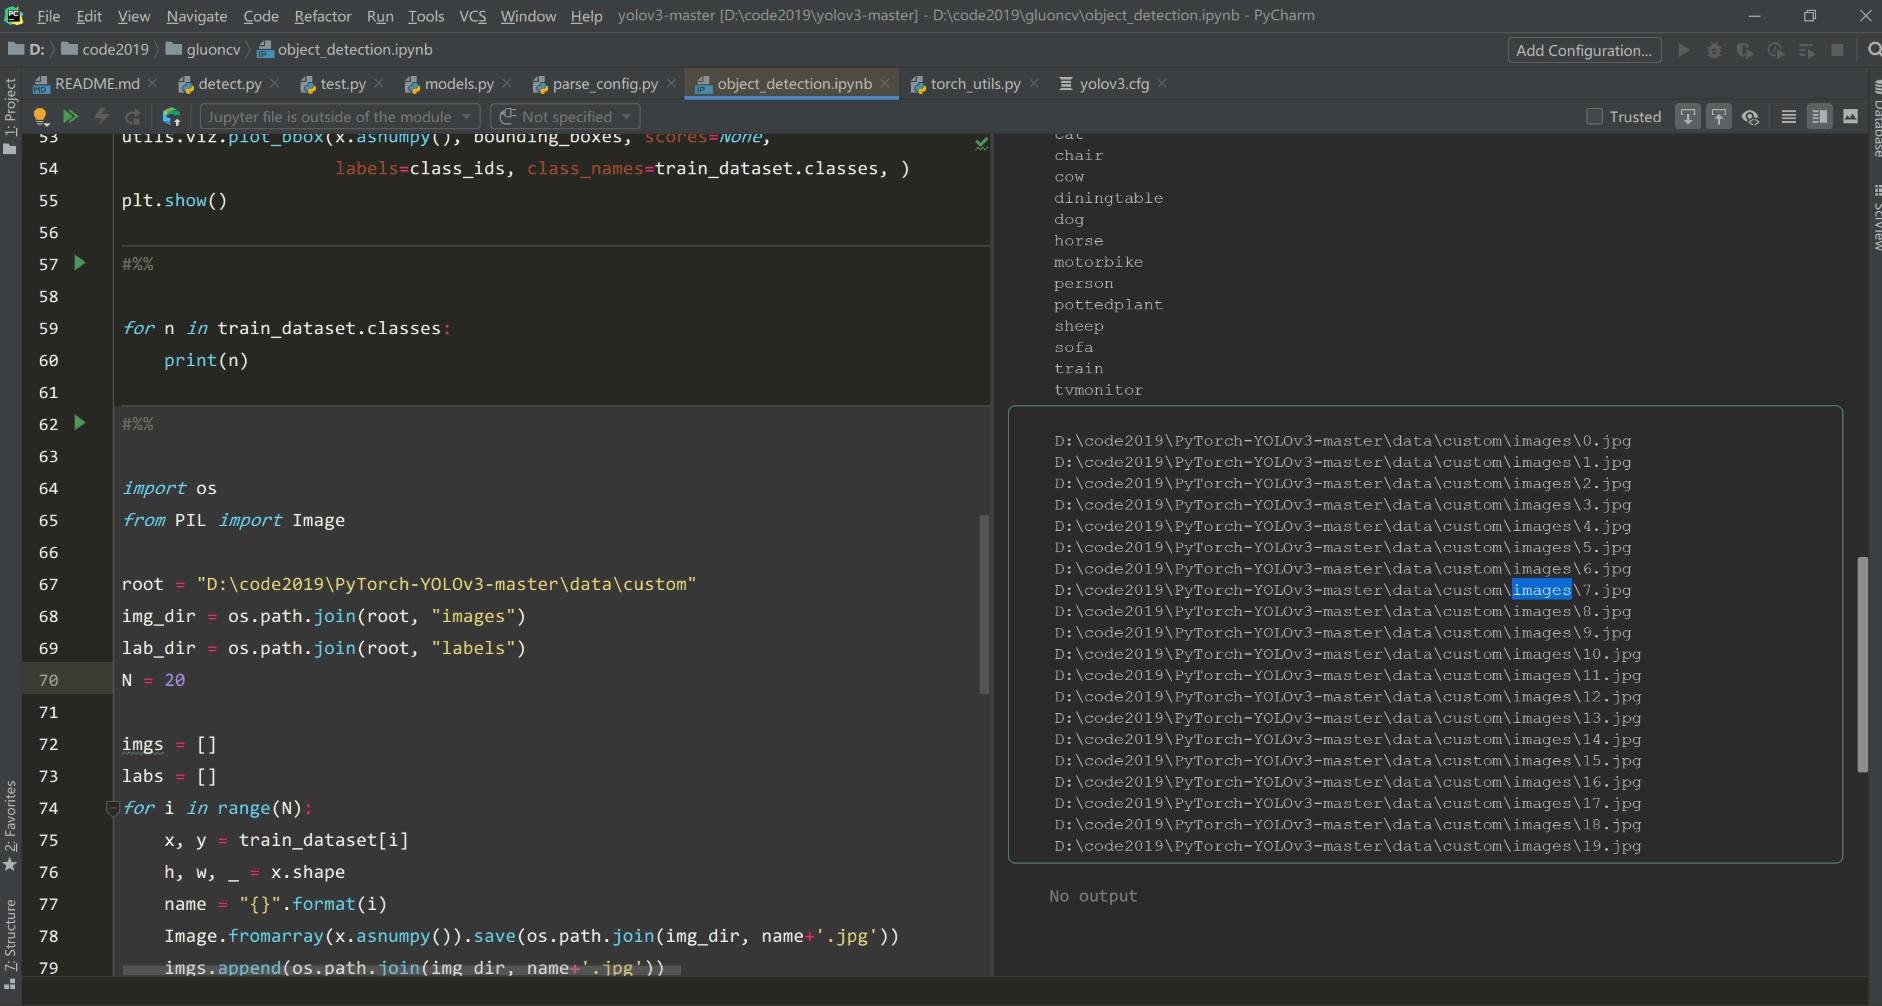 File Edit View Navigate Code Refactor Run Tools VCS Window Help yolov3-master [D:\code2019\yolov3-master] - D:\code2019\gluoncv\object_detection.ipynb - PyCharm
D: code2019 gluoncv object_detection.ipynb Add Configuration...
README.md detect.py test.py models.py parse_config.py object_detection.ipynb torch_utils.py yolov3.cfg
Jupyter file is outside of the module Not specified Trusted
1: Project
2: Favorites
7: Structure
Database
SciView
53 utils.viz.plot_bbox(x.asnumpy(), bounding_boxes, scores=None,
54 labels=class_ids, class_names=train_dataset.classes, )
55 plt.show()
56
57 #%%
58
59 for n in train_dataset.classes:
60 print(n)
61
62 #%%
63
64 import os
65 from PIL import Image
66
67 root = "D:\code2019\PyTorch-YOLOv3-master\data\custom"
68 img_dir = os.path.join(root, "images")
69 lab_dir = os.path.join(root, "labels")
70 N = 20
71
72 imgs = []
73 labs = []
74 for i in range(N):
75 x, y = train_dataset[i]
76 h, w, _ = x.shape
77 name = "{}".format(i)
78 Image.fromarray(x.asnumpy()).save(os.path.join(img_dir, name+'.jpg'))
79 imgs.append(os.path.join(img_dir, name+'.jpg'))
cat
chair
cow
diningtable
dog
horse
motorbike
person
pottedplant
sheep
sofa
train
tvmonitor
D:\code2019\PyTorch-YOLOv3-master\data\custom\images\0.jpg
D:\code2019\PyTorch-YOLOv3-master\data\custom\images\1.jpg
D:\code2019\PyTorch-YOLOv3-master\data\custom\images\2.jpg
D:\code2019\PyTorch-YOLOv3-master\data\custom\images\3.jpg
D:\code2019\PyTorch-YOLOv3-master\data\custom\images\4.jpg
D:\code2019\PyTorch-YOLOv3-master\data\custom\images\5.jpg
D:\code2019\PyTorch-YOLOv3-master\data\custom\images\6.jpg
D:\code2019\PyTorch-YOLOv3-master\data\custom\images\7.jpg
D:\code2019\PyTorch-YOLOv3-master\data\custom\images\8.jpg
D:\code2019\PyTorch-YOLOv3-master\data\custom\images\9.jpg
D:\code2019\PyTorch-YOLOv3-master\data\custom\images\10.jpg
D:\code2019\PyTorch-YOLOv3-master\data\custom\images\11.jpg
D:\code2019\PyTorch-YOLOv3-master\data\custom\images\12.jpg
D:\code2019\PyTorch-YOLOv3-master\data\custom\images\13.jpg
D:\code2019\PyTorch-YOLOv3-master\data\custom\images\14.jpg
D:\code2019\PyTorch-YOLOv3-master\data\custom\images\15.jpg
D:\code2019\PyTorch-YOLOv3-master\data\custom\images\16.jpg
D:\code2019\PyTorch-YOLOv3-master\data\custom\images\17.jpg
D:\code2019\PyTorch-YOLOv3-master\data\custom\images\18.jpg
D:\code2019\PyTorch-YOLOv3-master\data\custom\images\19.jpg
No output